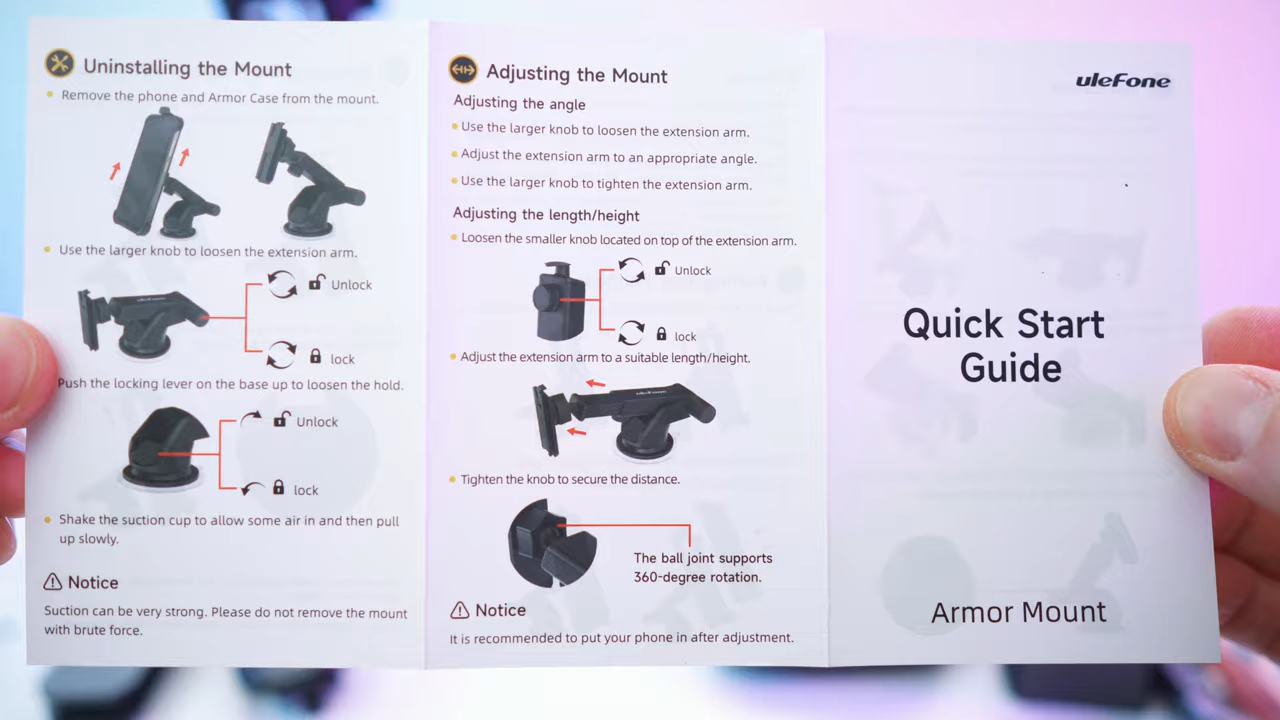 Uninstalling the Mount
Remove the phone and Armor Case from the mount.
Use the larger knob to loosen the extension arm.
Unlock
lock
Push the locking lever on the base up to loosen the hold.
Unlock
lock
Shake the suction cup to allow some air in and then pull
up slowly.
Notice
Suction can be very strong. Please do not remove the mount
with brute force.
Adjusting the Mount
Adjusting the angle
Use the larger knob to loosen the extension arm.
Adjust the extension arm to an appropriate angle.
Use the larger knob to tighten the extension arm.
Adjusting the length/height
Loosen the smaller knob located on top of the extension arm.
Unlock
lock
Adjust the extension arm to a suitable length/height.
uleFone
Tighten the knob to secure the distance.
The ball joint supports
360-degree rotation.
Notice
It is recommended to put your phone in after adjustment.
uleFone
Quick Start
Guide
Armor Mount